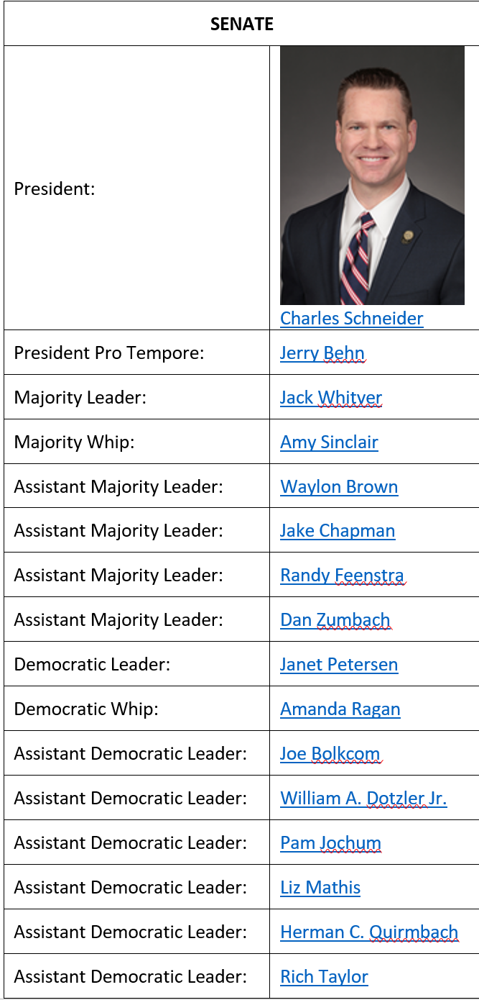 SENATE
President:
Charles Schneider
President Pro Tempore: Jerry Behn
Majority Leader: Jack Whitver
Majority Whip: Amy Sinclair
Assistant Majority Leader: Waylon Brown
Assistant Majority Leader: Jake Chapman
Assistant Majority Leader: Randy Feenstra
Assistant Majority Leader: Dan Zumbach
Democratic Leader: Janet Petersen
Democratic Whip: Amanda Ragan
Assistant Democratic Leader: Joe Bolkcom
Assistant Democratic Leader: William A. Dotzler Jr.
Assistant Democratic Leader: Pam Jochum
Assistant Democratic Leader: Liz Mathis
Assistant Democratic Leader: Herman C. Quirmbach
Assistant Democratic Leader: Rich Taylor